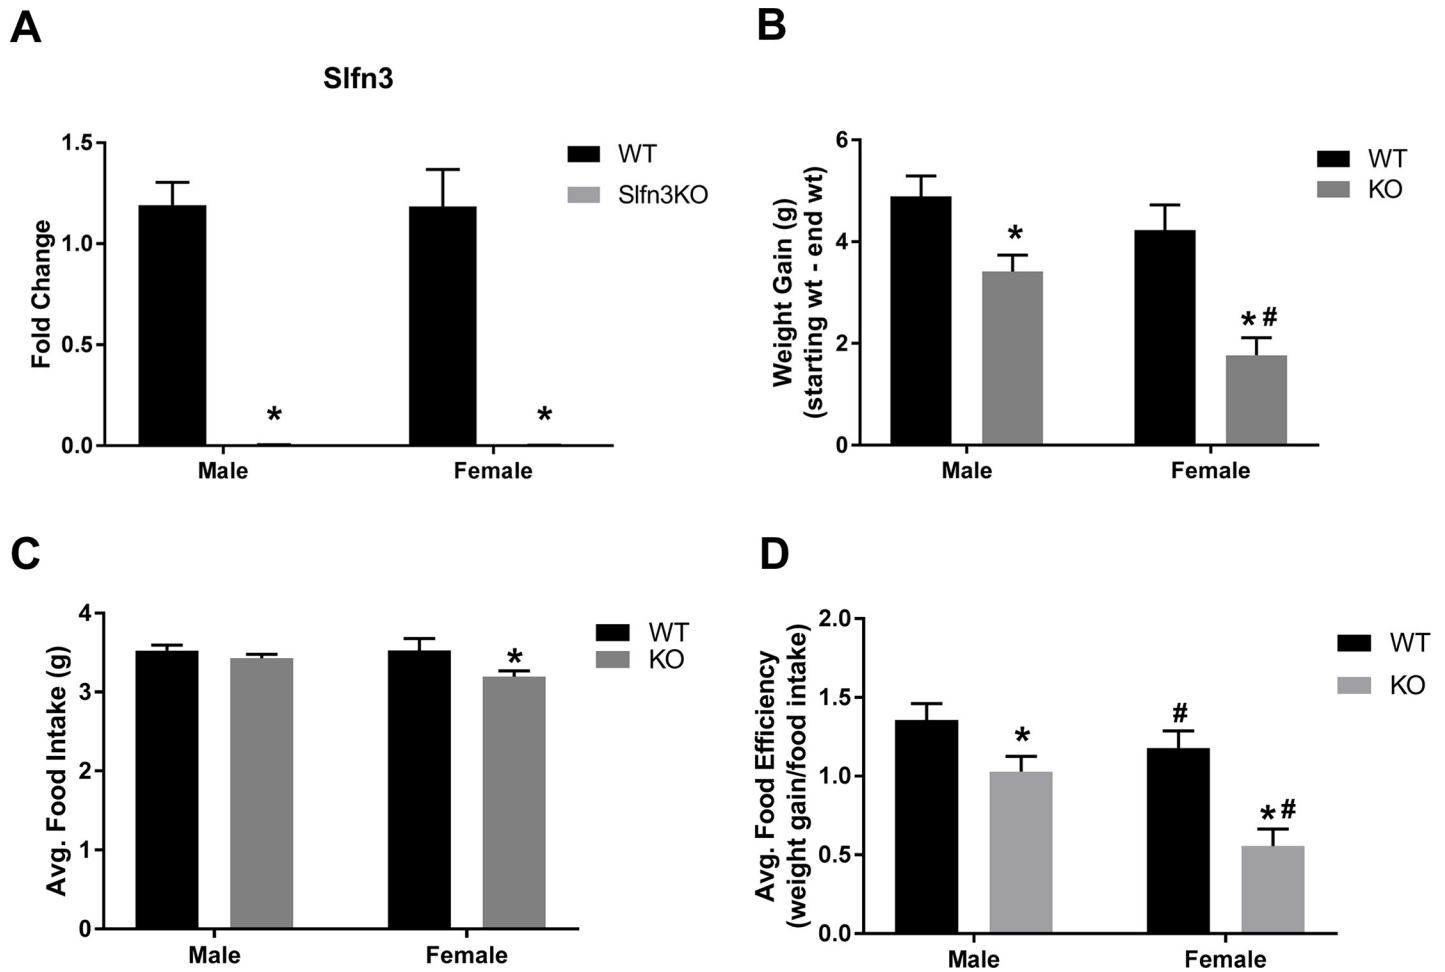 A
Slfn3
Fold Change
1.5
1.0
0.5
0.0
*
*
Male
Female
WT
Slfn3KO
B
Weight Gain (g)
(starting wt - end wt)
6
4
2
0
*
*#
Male
Female
WT
KO
C
Avg. Food Intake (g)
4
3
2
1
0
*
Male
Female
WT
KO
D
Avg. Food Efficiency
(weight gain/food intake)
2.0
1.5
1.0
0.5
0.0
*
#
*#
Male
Female
WT
KO